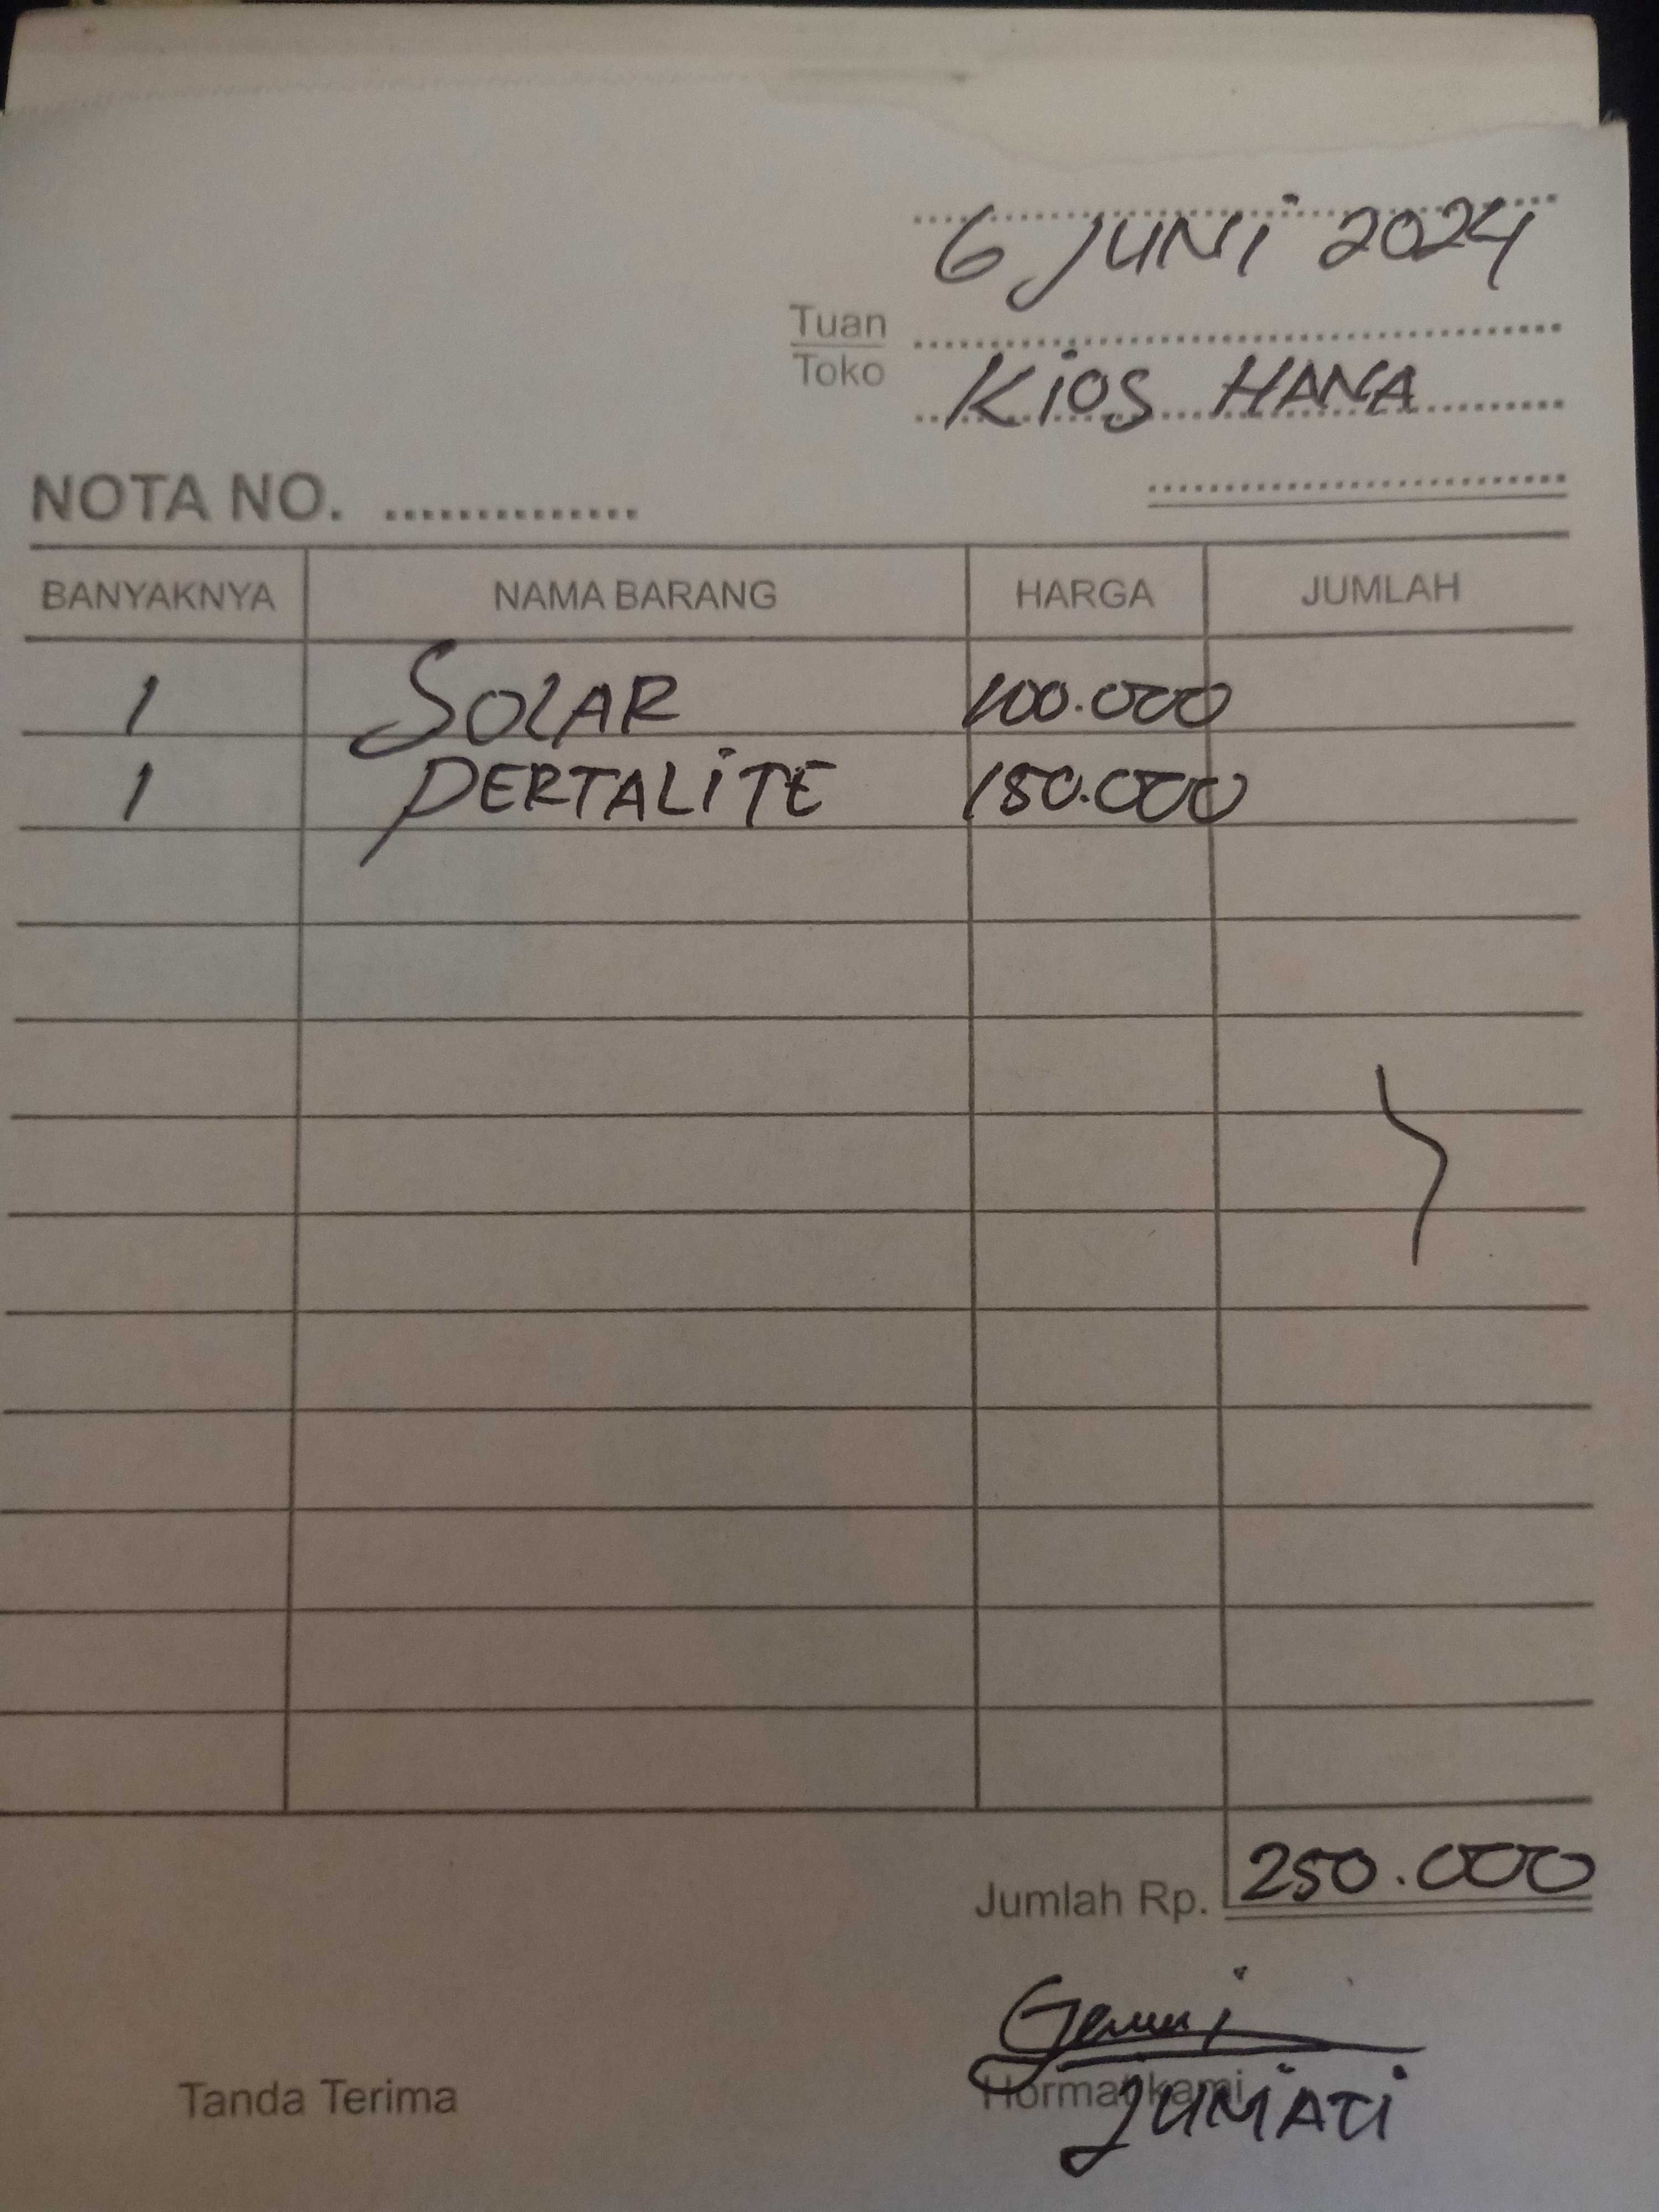 6 JUNI 2024
Tuan
Toko
KIOS HANA
NOTA NO. ..............
BANYAKNYA NAMA BARANG HARGA JUMLAH
1 SOLAR 100.000
1 PERTALITE 150.000
Jumlah Rp. 250.000
Tanda Terima Hormat kami